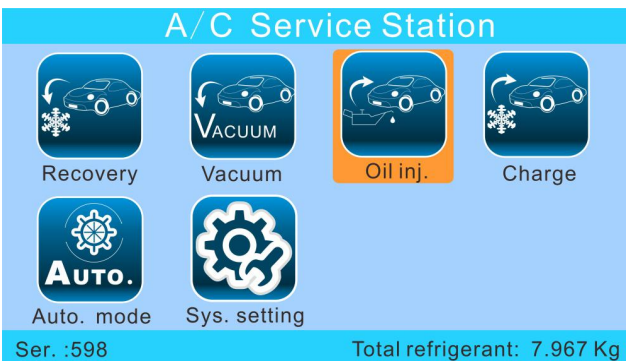 A/C Service Station
VACUUM
Recovery Vacuum Oil inj. Charge
AUTO.
Auto. mode Sys. setting
Ser. :598 Total refrigerant: 7.967 Kg